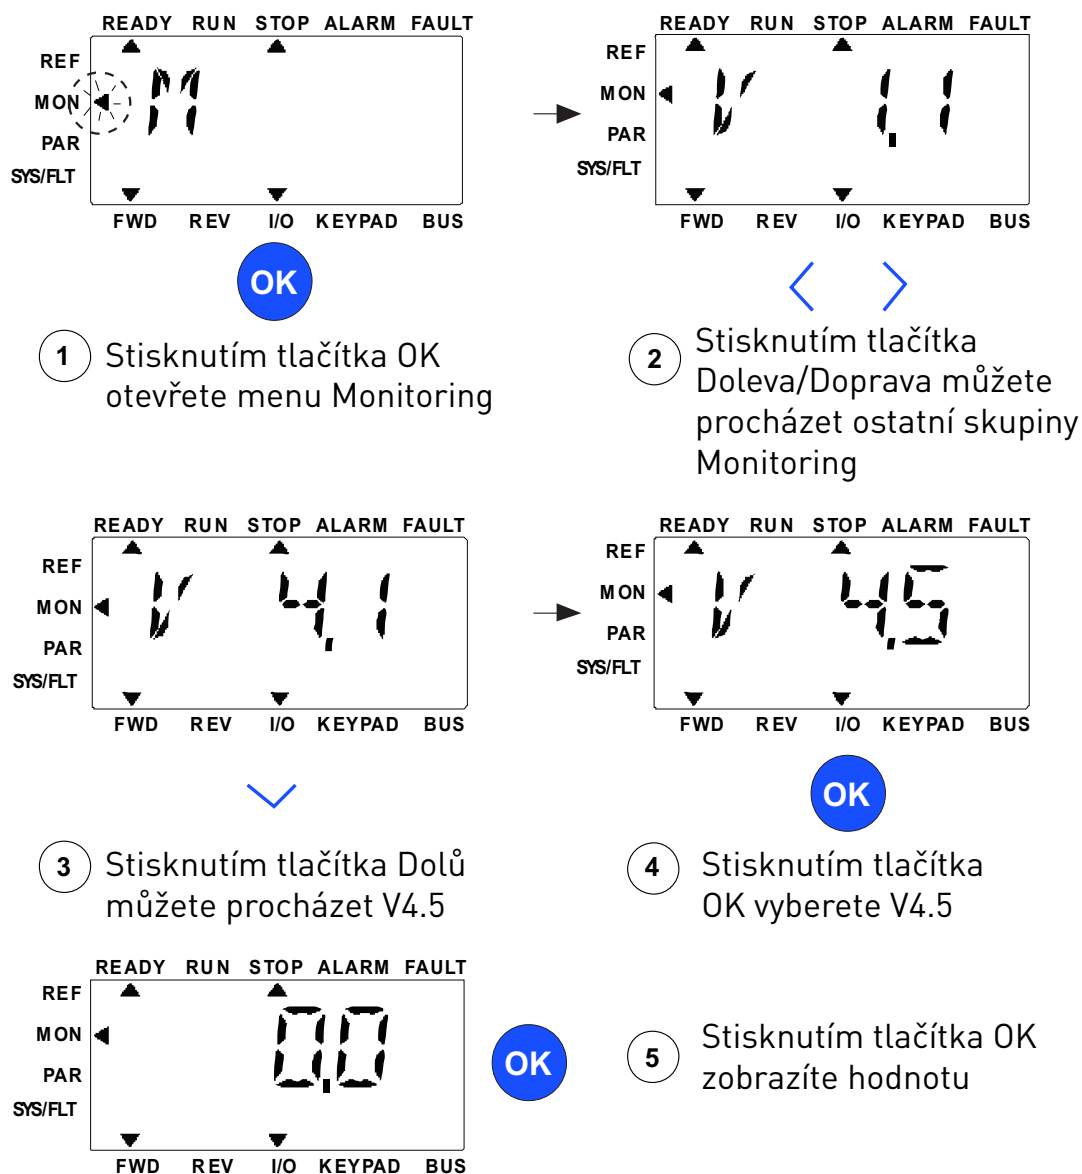 READY RUN STOP ALARM FAULT
REF
MON
PAR
SYS/FLT
M
FWD REV I/O KEYPAD BUS
OK
1 Stisknutím tlačítka OK
otevřete menu Monitoring
READY RUN STOP ALARM FAULT
REF
MON
PAR
SYS/FLT
V 1.1
FWD REV I/O KEYPAD BUS
2 Stisknutím tlačítka
Doleva/Doprava můžete
procházet ostatní skupiny
Monitoring
READY RUN STOP ALARM FAULT
REF
MON
PAR
SYS/FLT
V 4.1
FWD REV I/O KEYPAD BUS
3 Stisknutím tlačítka Dolů
můžete procházet V4.5
READY RUN STOP ALARM FAULT
REF
MON
PAR
SYS/FLT
V 4.5
FWD REV I/O KEYPAD BUS
OK
4 Stisknutím tlačítka
OK vyberete V4.5
READY RUN STOP ALARM FAULT
REF
MON
PAR
SYS/FLT
0.0
FWD REV I/O KEYPAD BUS
OK
5 Stisknutím tlačítka OK
zobrazíte hodnotu